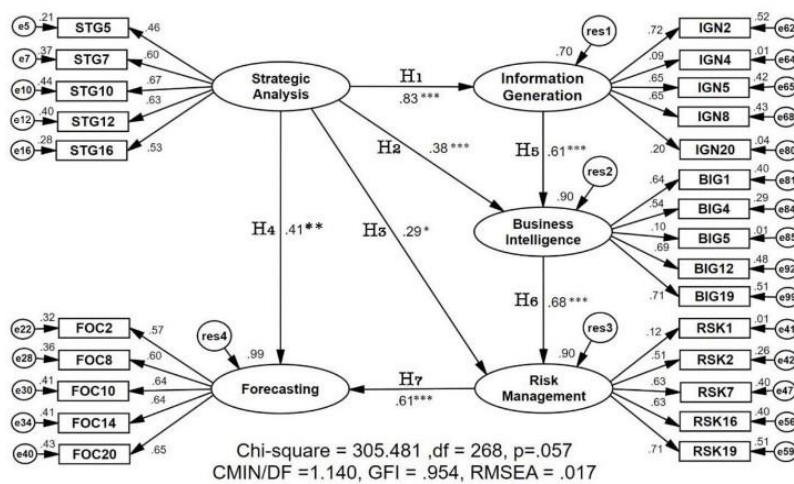 e5 .21 STG5 .46
e7 .37 STG7 .60
e10 .44 STG10 .67
e12 .40 STG12 .63
e16 .28 STG16 .53
Strategic
Analysis
H1
.83 ***
res1
.70
Information
Generation
.72 IGN2 .52 e62
.09 IGN4 .01 e64
.65 IGN5 .42 e65
.65 IGN8 .43 e68
.20 IGN20 .04 e80
H2 .38 ***
H5 .61 ***
res2
.90
Business
Intelligence
.64 BIG1 .40 e81
.54 BIG4 .29 e84
.10 BIG5 .01 e85
.69 BIG12 .48 e92
.71 BIG19 .51 e99
H4 .41 **
H3 .29 *
H6 .68 ***
e22 .32 FOC2 .57
e28 .36 FOC8 .60
e30 .41 FOC10 .64
e34 .41 FOC14 .64
e40 .43 FOC20 .65
res4
.99
Forecasting
H7
.61***
res3
.90
Risk
Management
.12 RSK1 .01 e41
.51 RSK2 .26 e42
.63 RSK7 .40 e47
.63 RSK16 .40 e56
.71 RSK19 .51 e59
Chi-square = 305.481 ,df = 268, p=.057
CMIN/DF =1.140, GFI = .954, RMSEA = .017